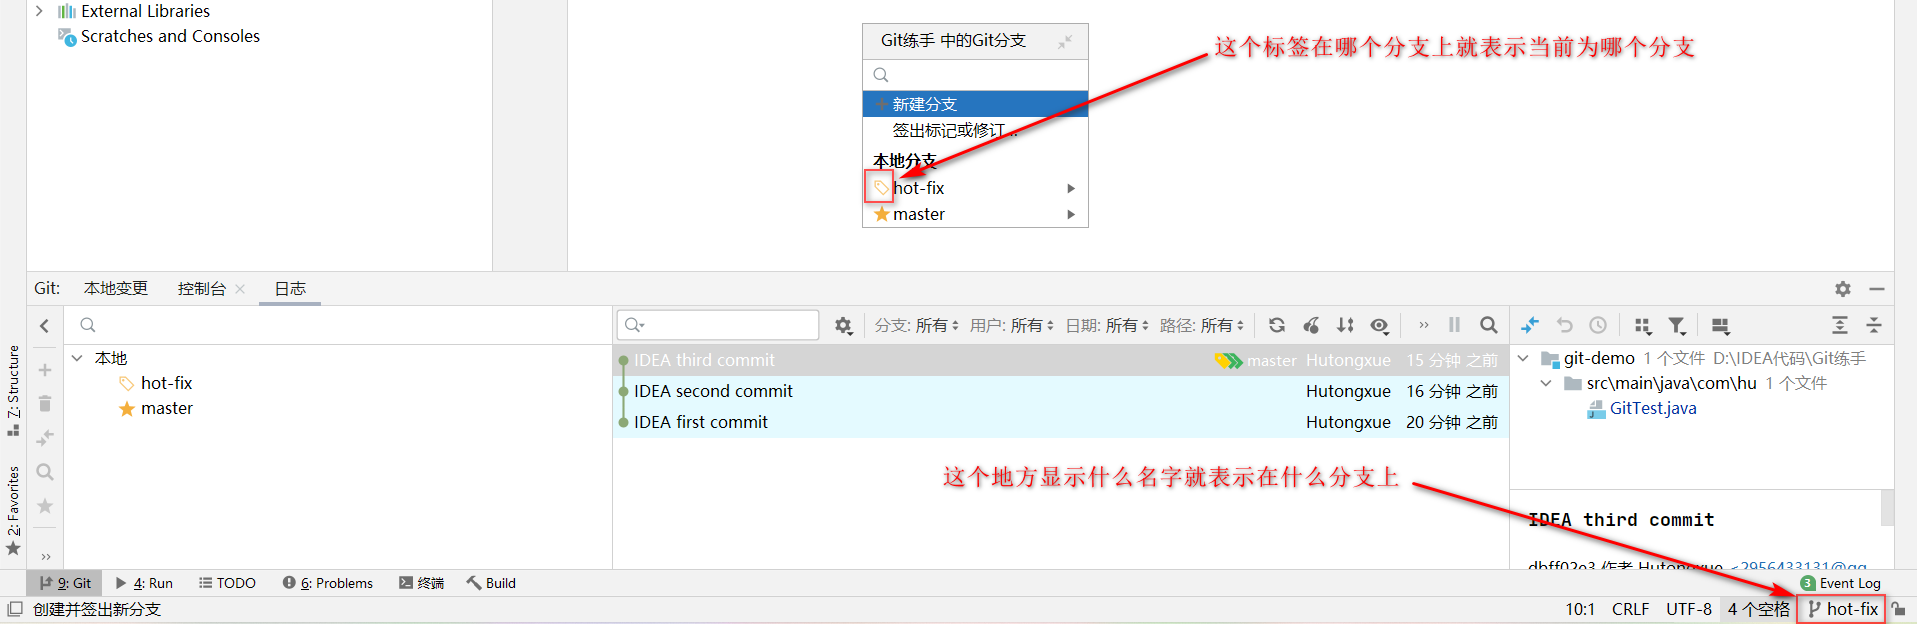 External Libraries
Scratches and Consoles
Git练手 中的Git分支
这个标签在哪个分支上就表示当前为哪个分支
新建分支
签出标记或修订...
本地分支
hot-fix
master
Git:
本地变更
控制台
日志
分支: 所有
用户: 所有
日期: 所有
路径: 所有
7: Structure
2: Favorites
本地
hot-fix
master
IDEA third commit master Hutongxue 15 分钟 之前
IDEA second commit Hutongxue 16 分钟 之前
IDEA first commit Hutongxue 20 分钟 之前
git-demo 1 个文件 D:\IDEA代码\Git练手
src\main\java\com\hu 1 个文件
GitTest.java
这个地方显示什么名字就表示在什么分支上
IDEA third commit
作者 Hutongxue <2956433131@qq
9: Git
4: Run
TODO
6: Problems
终端
Build
3 Event Log
创建并签出新分支
10:1 CRLF UTF-8 4 个空格 hot-fix